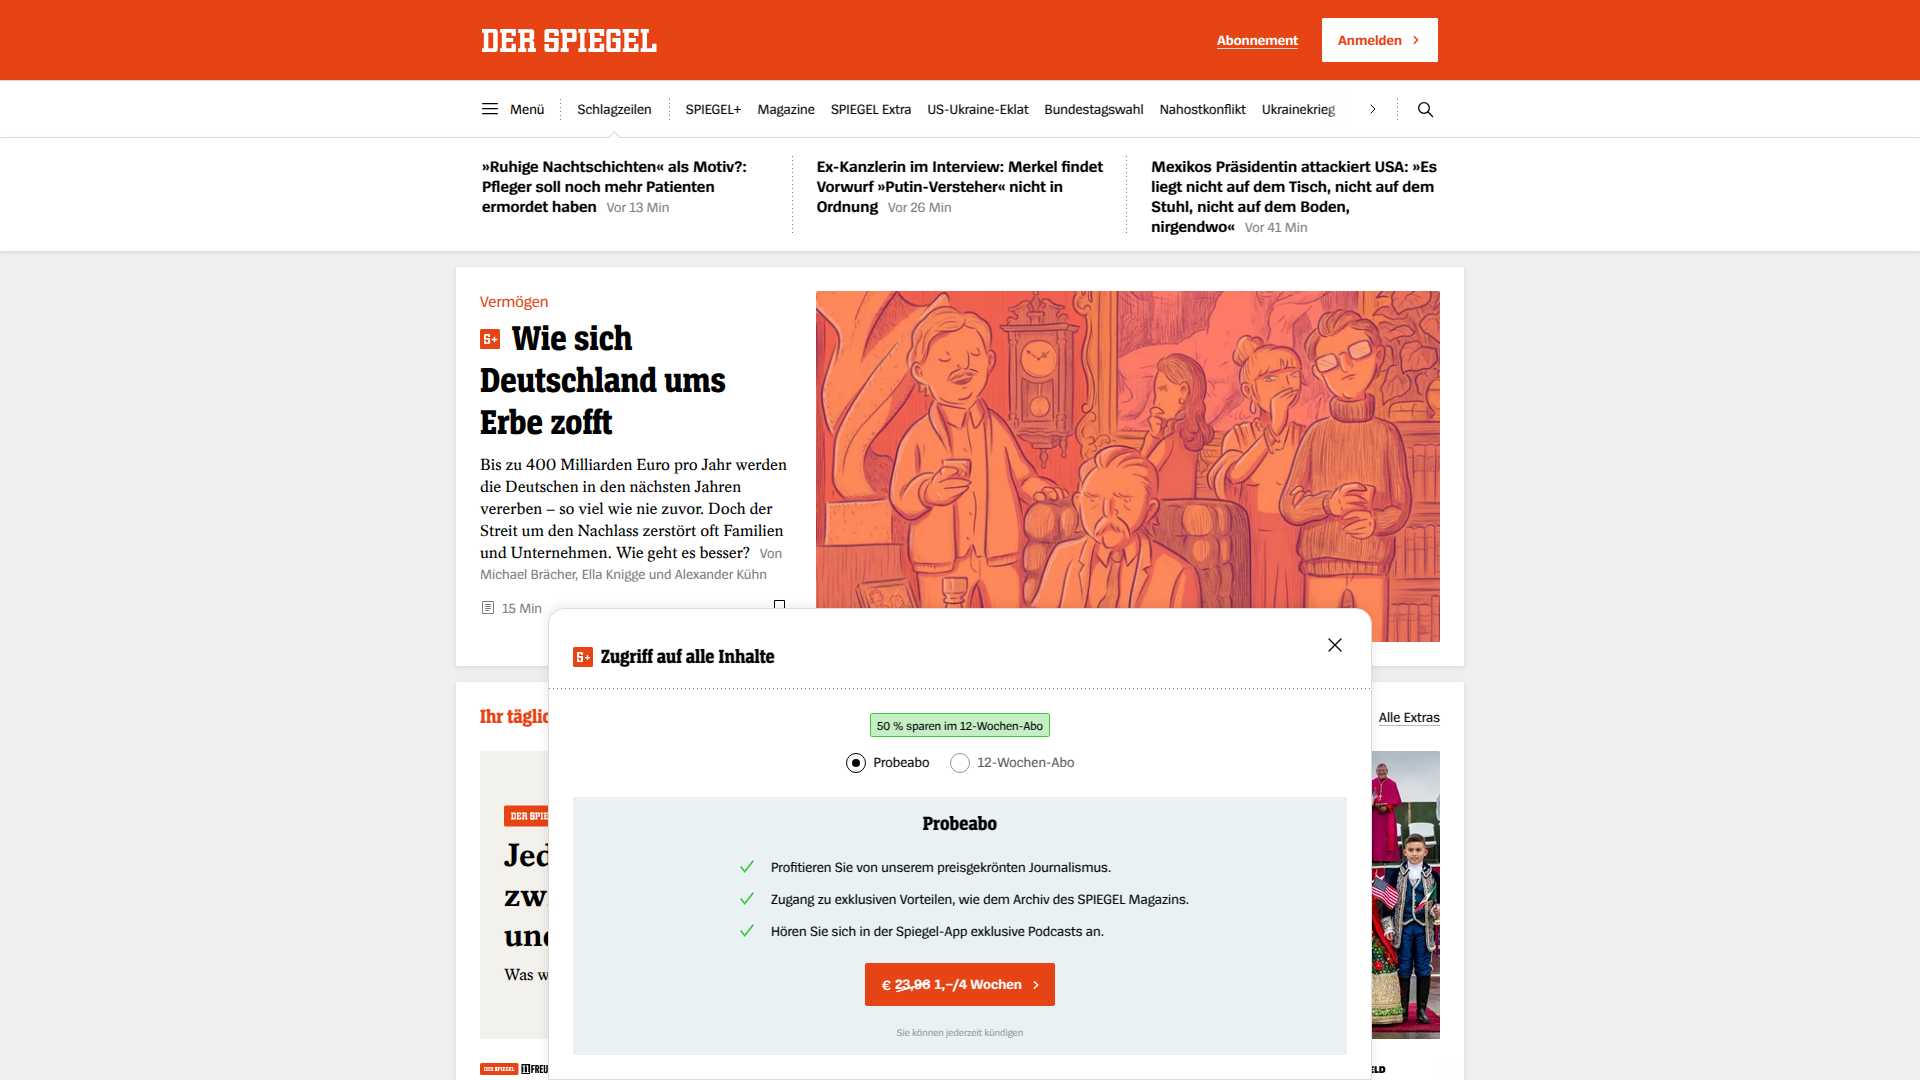 DER SPIEGEL
Abonnement
Anmelden
Menü
Schlagzeilen
SPIEGEL+
Magazine
SPIEGEL Extra
US-Ukraine-Eklat
Bundestagswahl
Nahostkonflikt
Ukrainekrieg
»Ruhige Nachtschichten« als Motiv?:
Pfleger soll noch mehr Patienten
ermordet haben Vor 13 Min
Ex-Kanzlerin im Interview: Merkel findet
Vorwurf »Putin-Versteher« nicht in
Ordnung Vor 26 Min
Mexikos Präsidentin attackiert USA: »Es
liegt nicht auf dem Tisch, nicht auf dem
Stuhl, nicht auf dem Boden,
nirgendwo« Vor 41 Min
Vermögen
S+ Wie sich
Deutschland ums
Erbe zofft
Bis zu 400 Milliarden Euro pro Jahr werden
die Deutschen in den nächsten Jahren
vererben – so viel wie nie zuvor. Doch der
Streit um den Nachlass zerstört oft Familien
und Unternehmen. Wie geht es besser? Von
Michael Brächer, Ella Knigge und Alexander Kühn
15 Min
S+ Zugriff auf alle Inhalte
50 % sparen im 12-Wochen-Abo
Probeabo
12-Wochen-Abo
Probeabo
Profitieren Sie von unserem preisgekrönten Journalismus.
Zugang zu exklusiven Vorteilen, wie dem Archiv des SPIEGEL Magazins.
Hören Sie sich in der Spiegel-App exklusive Podcasts an.
€ 23,96 1,–/4 Wochen
Sie können jederzeit kündigen
Ihr täglic
Alle Extras
DER SPIE
Jed
zw
und
Was w
DER SPIEGEL 11FREU
ELD